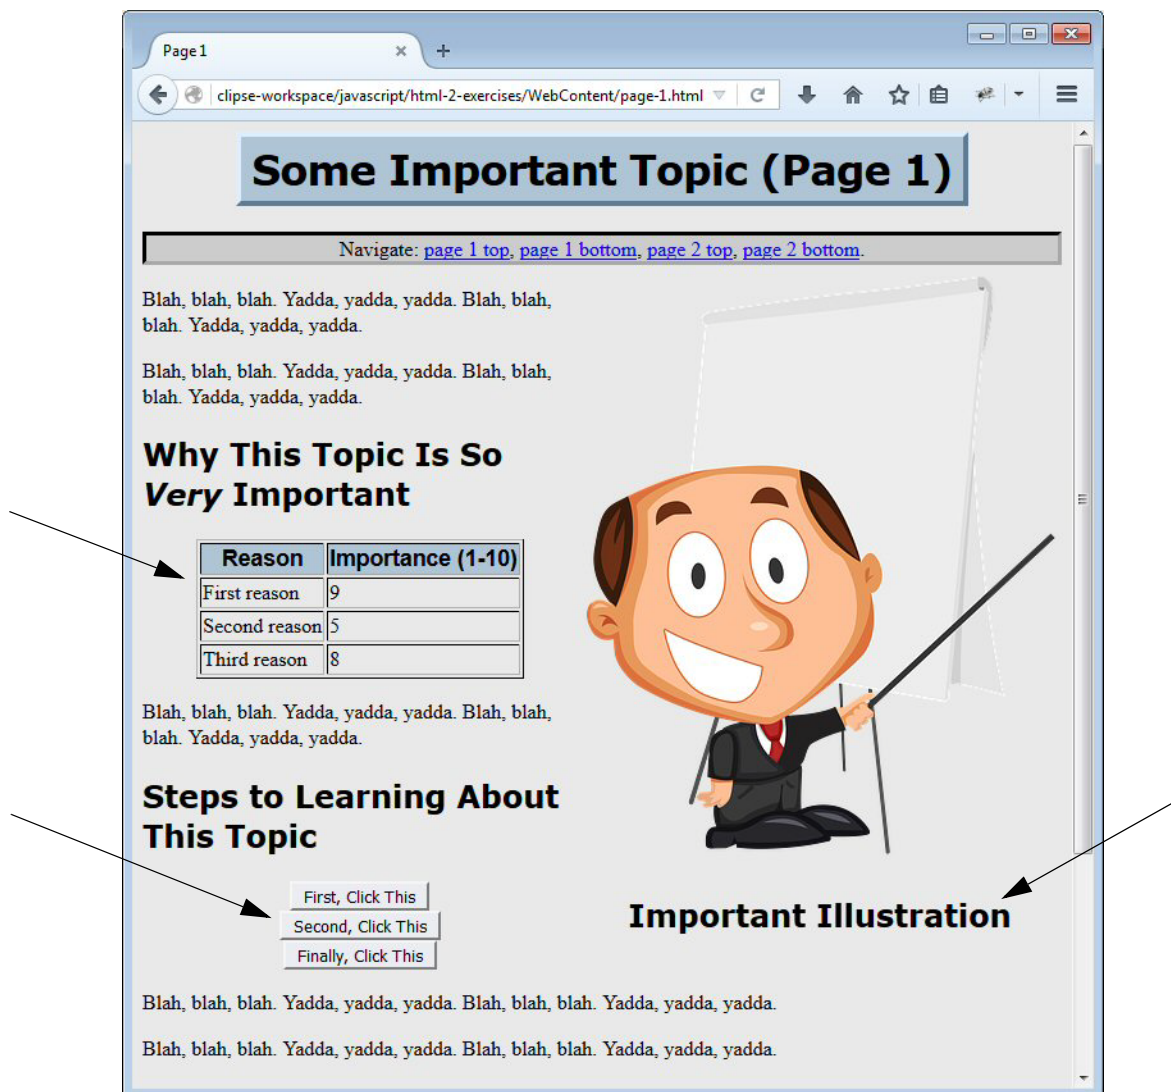 Page 1
clipse-workspace/javascript/html-2-exercises/WebContent/page-1.html
Some Important Topic (Page 1)
Navigate: page 1 top, page 1 bottom, page 2 top, page 2 bottom.
Blah, blah, blah. Yadda, yadda, yadda. Blah, blah,
blah. Yadda, yadda, yadda.
Blah, blah, blah. Yadda, yadda, yadda. Blah, blah,
blah. Yadda, yadda, yadda.
Why This Topic Is So
Very Important
Reason Importance (1-10)
First reason 9
Second reason 5
Third reason 8
Blah, blah, blah. Yadda, yadda, yadda. Blah, blah,
blah. Yadda, yadda, yadda.
Steps to Learning About
This Topic
First, Click This
Second, Click This
Finally, Click This
Important Illustration
Blah, blah, blah. Yadda, yadda, yadda. Blah, blah, blah. Yadda, yadda, yadda.
Blah, blah, blah. Yadda, yadda, yadda. Blah, blah, blah. Yadda, yadda, yadda.